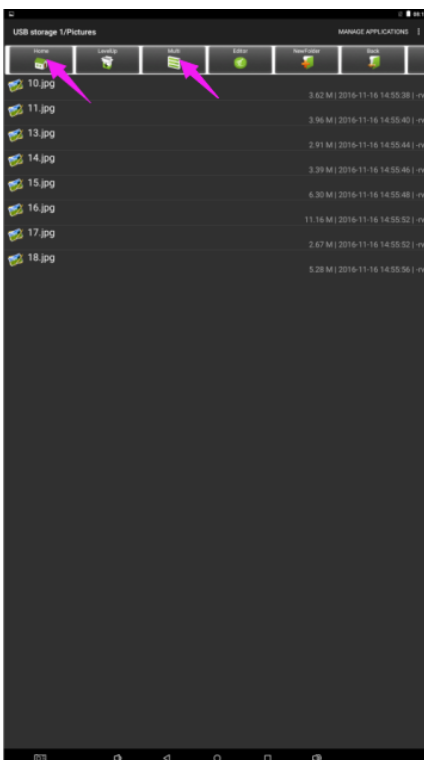 USB storage 1/Pictures
MANAGE APPLICATIONS
Home
LevelUp
Multi
Editor
NewFolder
Back
10.jpg
3.62 M | 2016-11-16 14:55:38 |
11.jpg
3.96 M | 2016-11-16 14:55:40 |
13.jpg
2.91 M | 2016-11-16 14:55:44 |
14.jpg
3.39 M | 2016-11-16 14:55:46 |
15.jpg
6.30 M | 2016-11-16 14:55:48 |
16.jpg
11.16 M | 2016-11-16 14:55:52 |
17.jpg
2.67 M | 2016-11-16 14:55:52 |
18.jpg
5.28 M | 2016-11-16 14:55:56 |